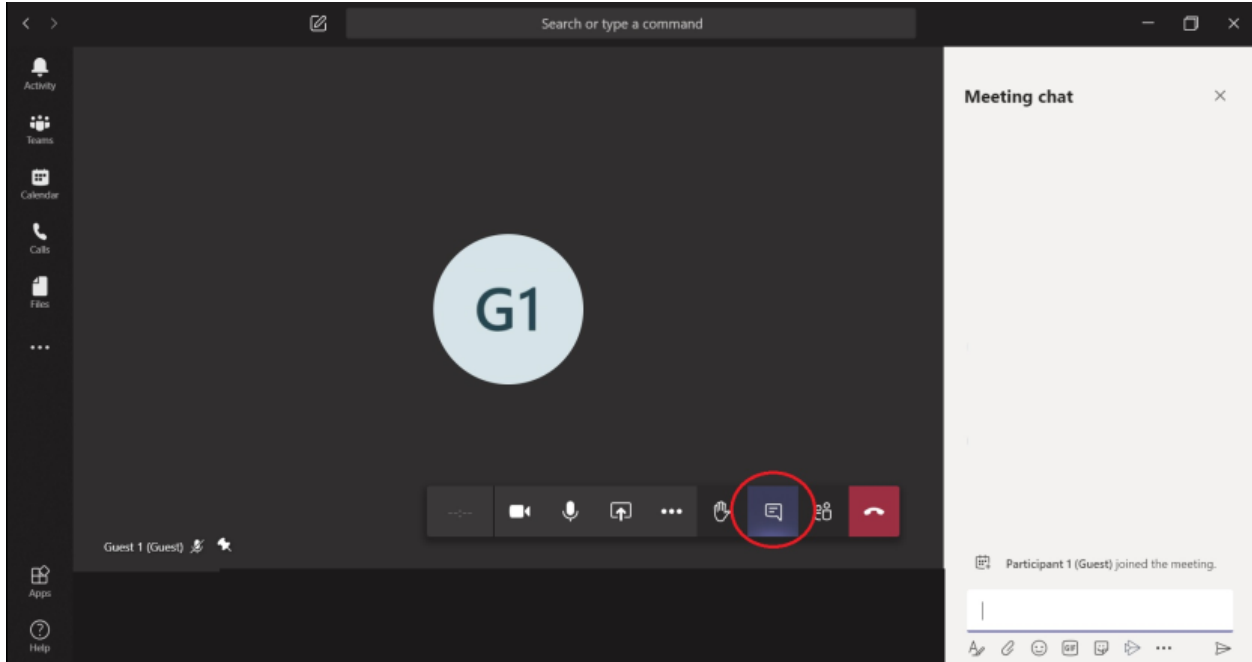 Search or type a command
Activity
Teams
Calendar
Calls
Files
Apps
Help
G1
--:--
Guest 1 (Guest)
Meeting chat
Participant 1 (Guest) joined the meeting.
GIF